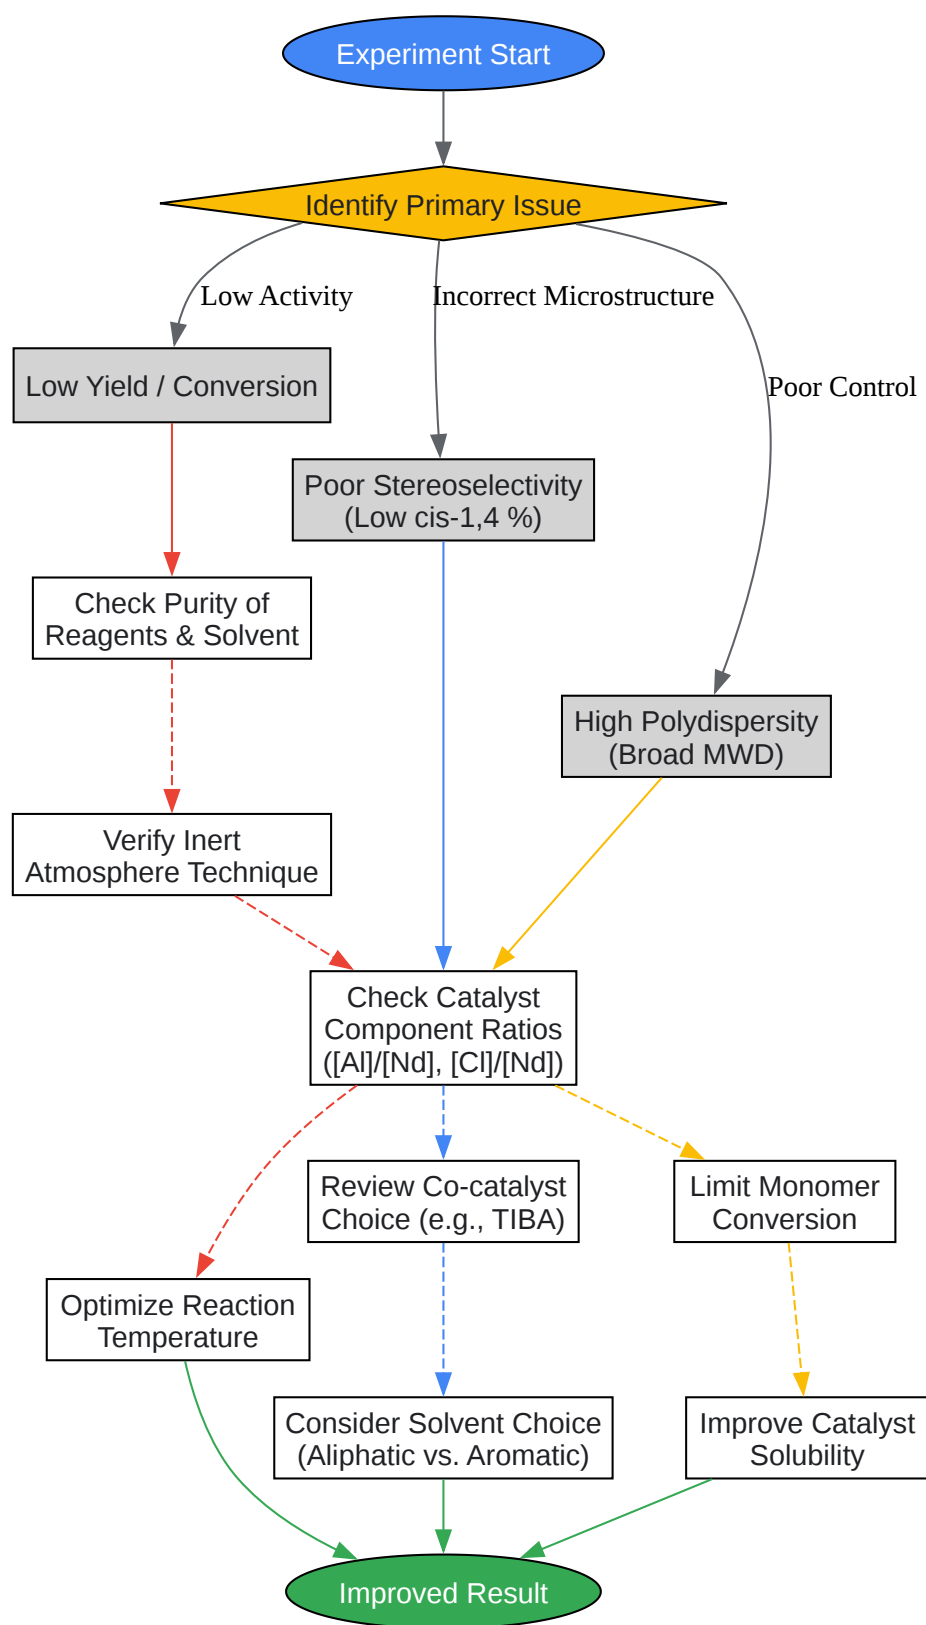 Experiment Start
Identify Primary Issue
Low Activity
Incorrect Microstructure
Poor Control
Low Yield / Conversion
Poor Stereoselectivity
(Low cis-1,4 %)
Check Purity of
Reagents & Solvent
High Polydispersity
(Broad MWD)
Verify Inert
Atmosphere Technique
Check Catalyst
Component Ratios
([Al]/[Nd], [Cl]/[Nd])
Review Co-catalyst
Choice (e.g., TIBA)
Limit Monomer
Conversion
Optimize Reaction
Temperature
Consider Solvent Choice
(Aliphatic vs. Aromatic)
Improve Catalyst
Solubility
Improved Result